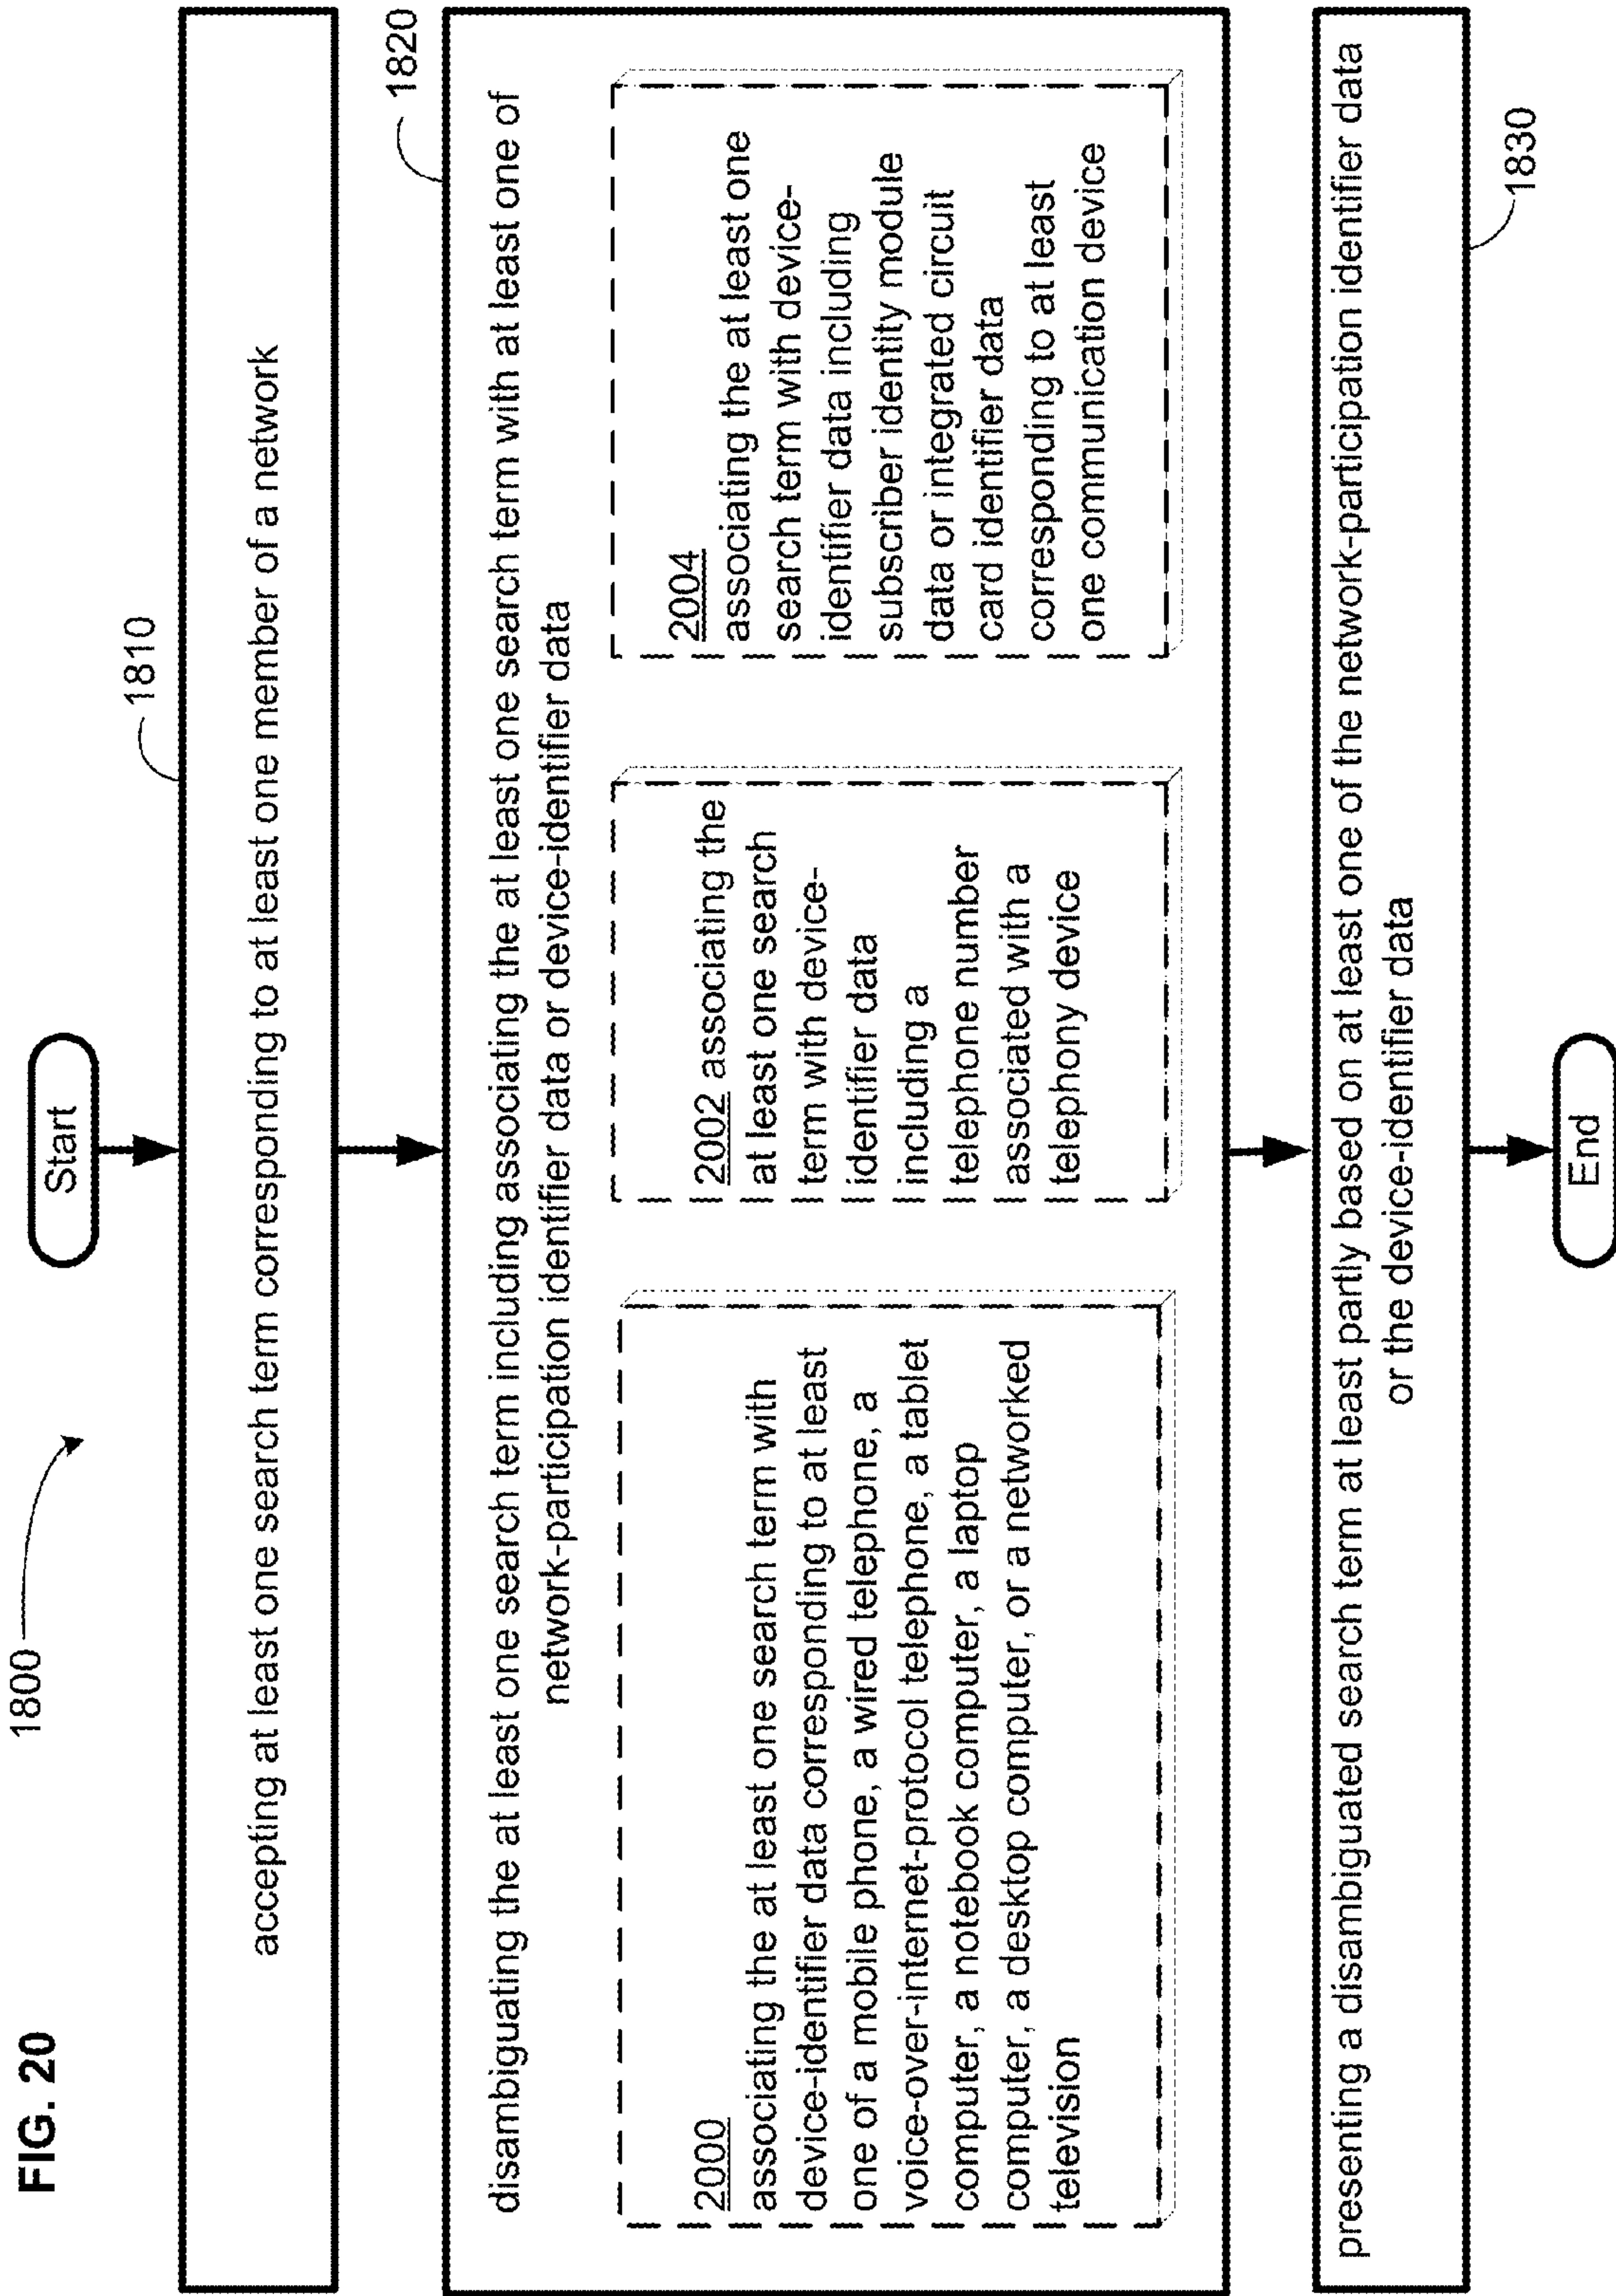 FIG. 20
1800
Start
1810
accepting at least one search term corresponding to at least one member of a network
1820
disambiguating the at least one search term including associating the at least one search term with at least one of
network-participation identifier data or device-identifier data
2000
associating the at least one search term with
device-identifier data corresponding to at least
one of a mobile phone, a wired telephone, a
voice-over-internet-protocol telephone, a tablet
computer, a notebook computer, a laptop
computer, a desktop computer, or a networked
television
2002 associating the
at least one search
term with device-
identifier data
including a
telephone number
associated with a
telephony device
2004
associating the at least one
search term with device-
identifier data including
subscriber identity module
data or integrated circuit
card identifier data
corresponding to at least
one communication device
presenting a disambiguated search term at least partly based on at least one of the network-participation identifier data
or the device-identifier data
1830
End